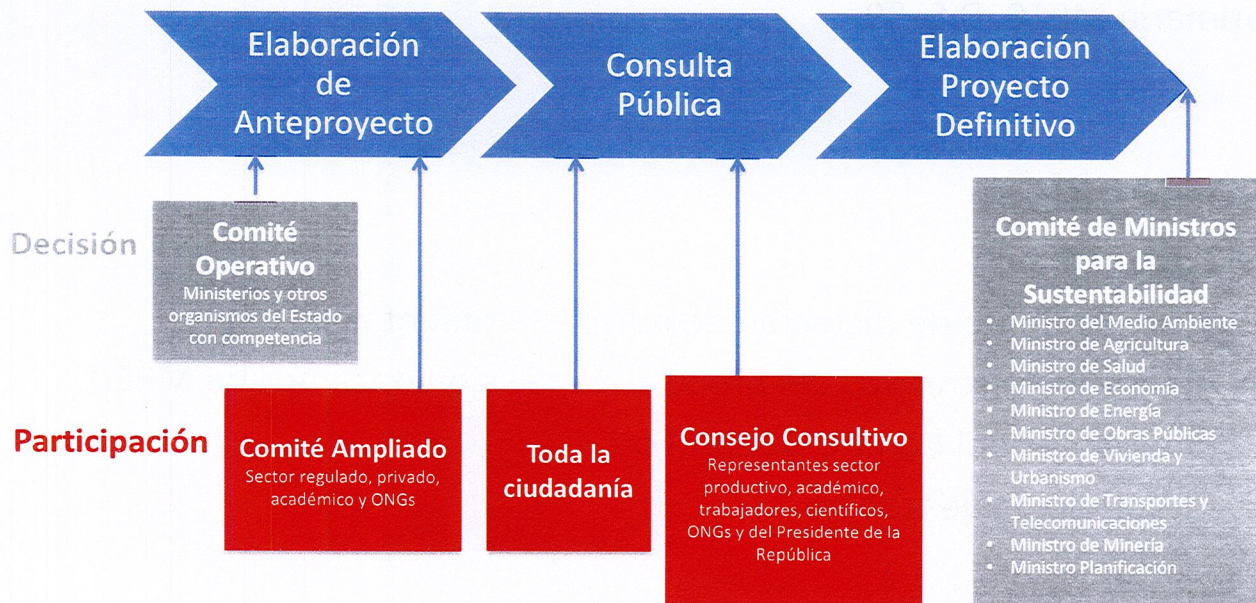 Elaboración
de
Anteproyecto
Consulta
Pública
Elaboración
Proyecto
Definitivo
Decisión
Comité
Operativo
Ministerios y otros
organismos del Estado
con competencia
Comité de Ministros
para la
Sustentabilidad
• Ministro del Medio Ambiente
• Ministro de Agricultura
• Ministro de Salud
• Ministro de Economía
• Ministro de Energía
• Ministro de Obras Públicas
• Ministro de Vivienda y
Urbanismo
• Ministro de Transportes y
Telecomunicaciones
• Ministro de Minería
• Ministro Planificación
Participación
Comité Ampliado
Sector regulado, privado,
académico y ONGs
Toda la
ciudadanía
Consejo Consultivo
Representantes sector
productivo, académico,
trabajadores, científicos,
ONGs y del Presidente de la
República